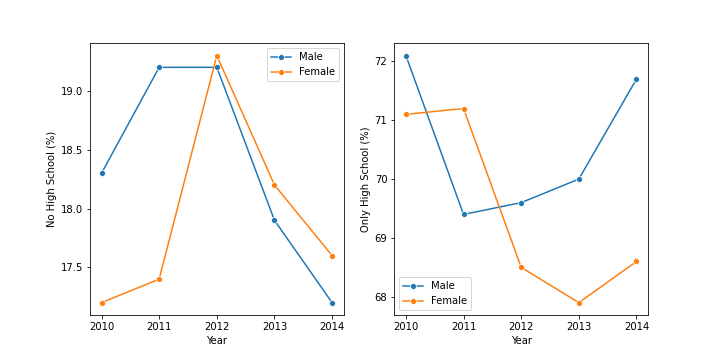 No High School (%)
19.0
18.5
18.0
17.5
2010 2011 2012 2013 2014
Year
Male
Female
Only High School (%)
72
71
70
69
68
2010 2011 2012 2013 2014
Year
Male
Female